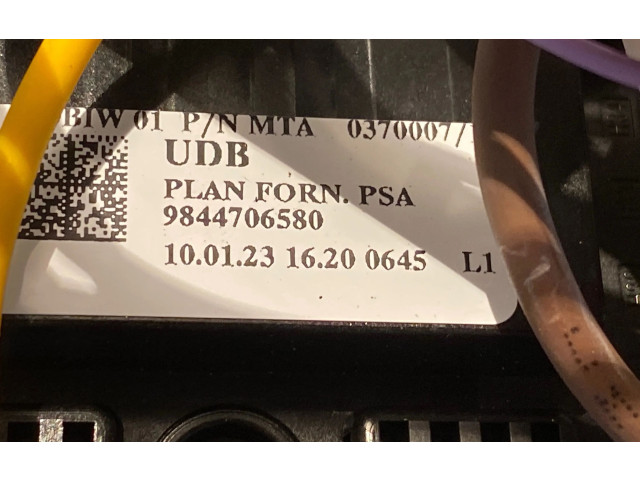 BIW 01 P/N MTA 0370007/
UDB
PLAN FORN. PSA
9844706580
10.01.23 16.20 0645 L1